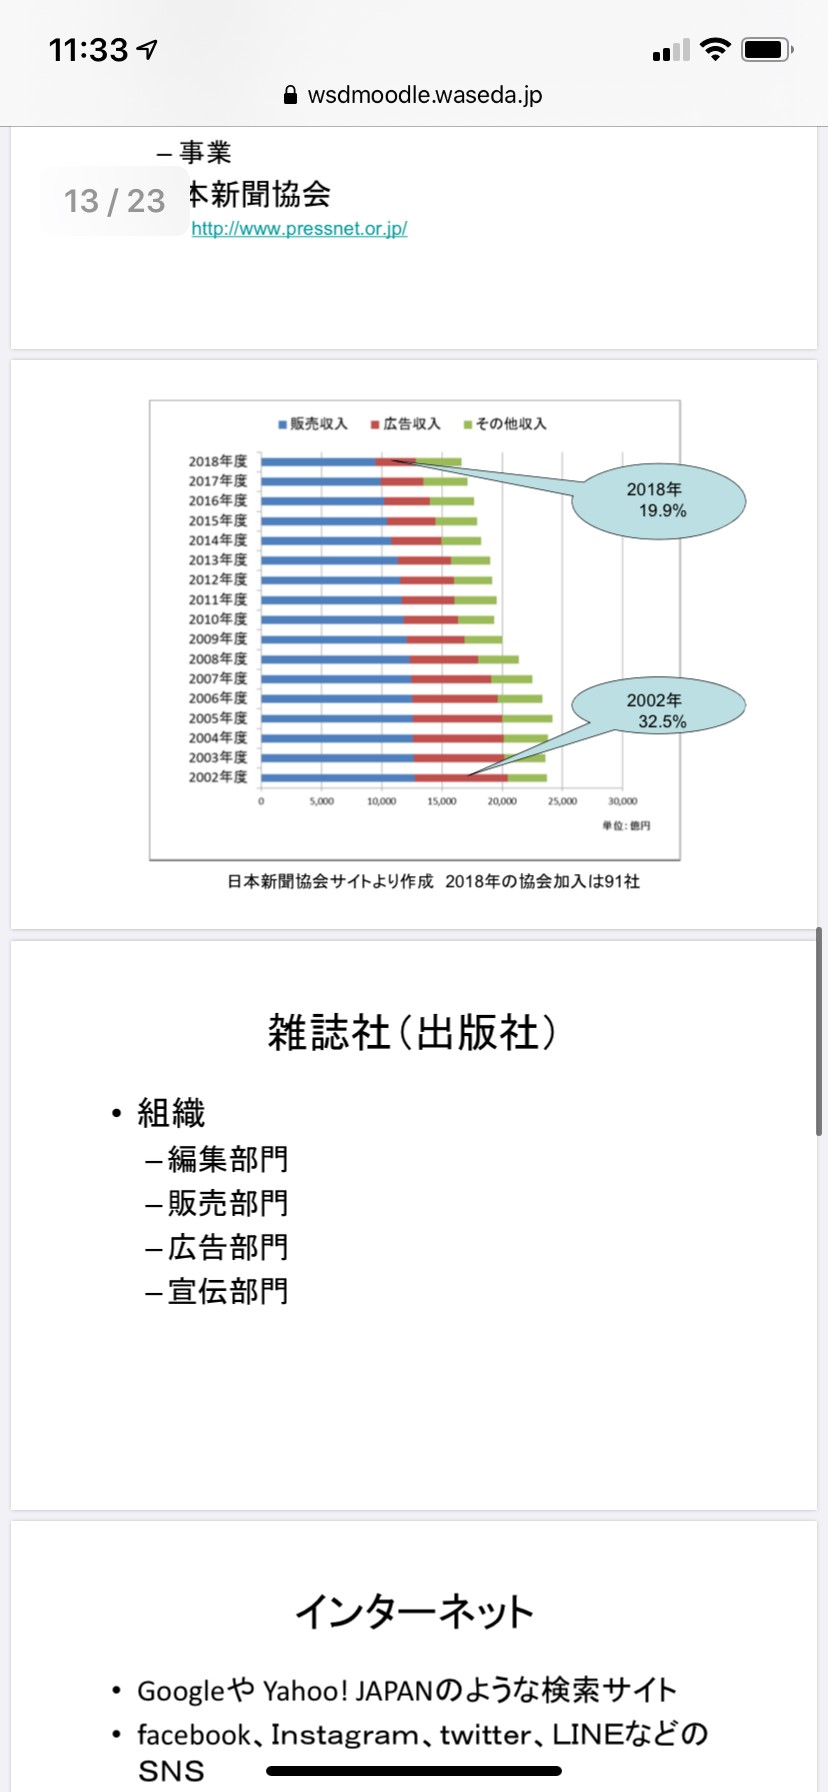 11:33
wsdmoodle.waseda.jp
– 事業
13 / 23
本新聞協会
http://www.pressnet.or.jp/
販売収入 広告収入 その他収入
2018年度
2017年度
2016年度
2015年度
2014年度
2013年度
2012年度
2011年度
2010年度
2009年度
2008年度
2007年度
2006年度
2005年度
2004年度
2003年度
2002年度
2018年
19.9%
2002年
32.5%
0 5,000 10,000 15,000 20,000 25,000 30,000
単位:億円
日本新聞協会サイトより作成 2018年の協会加入は91社
雑誌社(出版社)
• 組織
–編集部門
–販売部門
–広告部門
–宣伝部門
インターネット
• Googleや Yahoo! JAPANのような検索サイト
• facebook、Instagram、twitter、LINEなどの
SNS